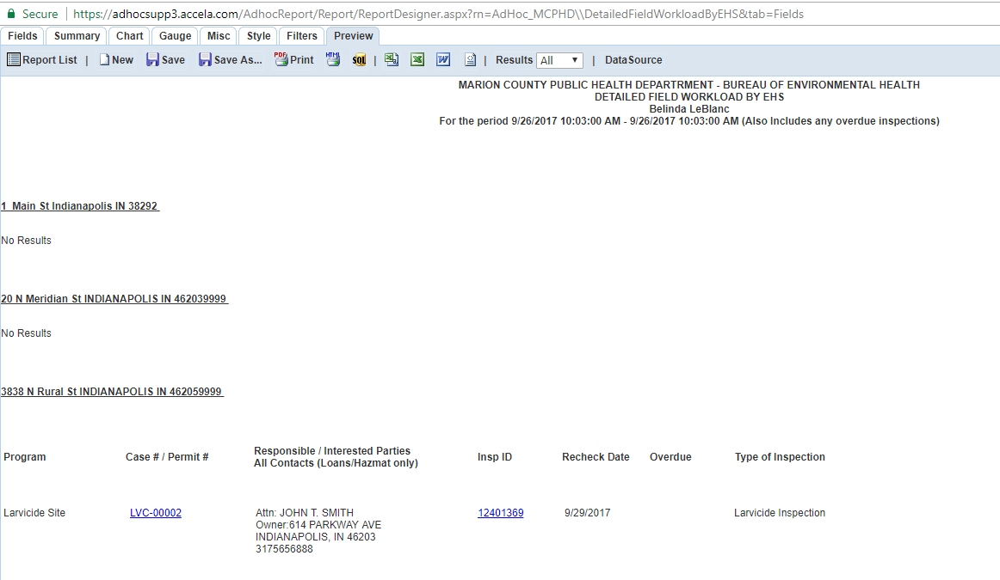 Secure | https://adhocsupp3.accela.com/AdhocReport/Report/ReportDesigner.aspx?rn=AdHoc_MCPHD\\DetailedFieldWorkloadByEHS&tab=Fields
Fields Summary Chart Gauge Misc Style Filters Preview
Report List | New Save Save As... PDF Print HTML SQL | Results All | DataSource
MARION COUNTY PUBLIC HEALTH DEPARTRMENT - BUREAU OF ENVIRONMENTAL HEALTH
DETAILED FIELD WORKLOAD BY EHS
Belinda LeBlanc
For the period 9/26/2017 10:03:00 AM - 9/26/2017 10:03:00 AM (Also Includes any overdue inspections)
1 Main St Indianapolis IN 38292
No Results
20 N Meridian St INDIANAPOLIS IN 462039999
No Results
3838 N Rural St INDIANAPOLIS IN 462059999
Program Case # / Permit # Responsible / Interested Parties Insp ID Recheck Date Overdue Type of Inspection
All Contacts (Loans/Hazmat only)
Larvicide Site LVC-00002 Attn: JOHN T. SMITH 12401369 9/29/2017 Larvicide Inspection
Owner:614 PARKWAY AVE
INDIANAPOLIS, IN 46203
3175656888